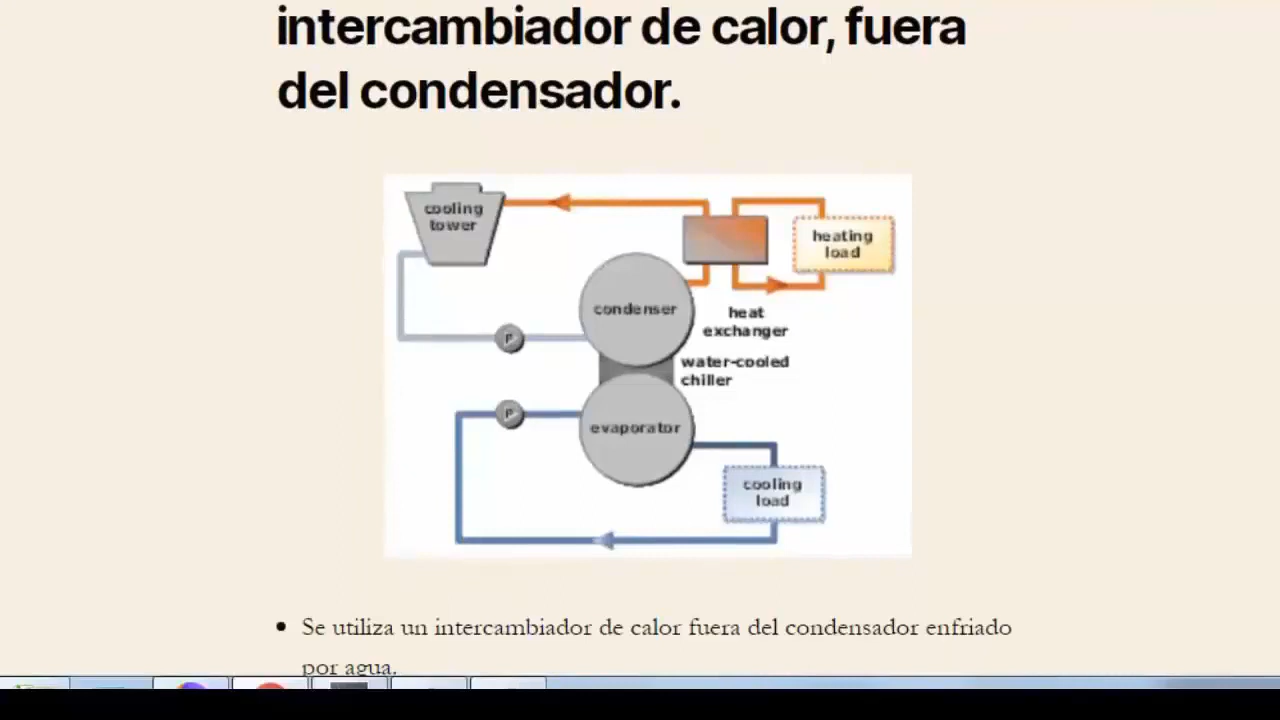 intercambiador de calor, fuera
del condensador.
cooling
tower
heating
load
condenser
heat
exchanger
P
water-cooled
chiller
P
evaporator
cooling
load
• Se utiliza un intercambiador de calor fuera del condensador enfriado
por agua.